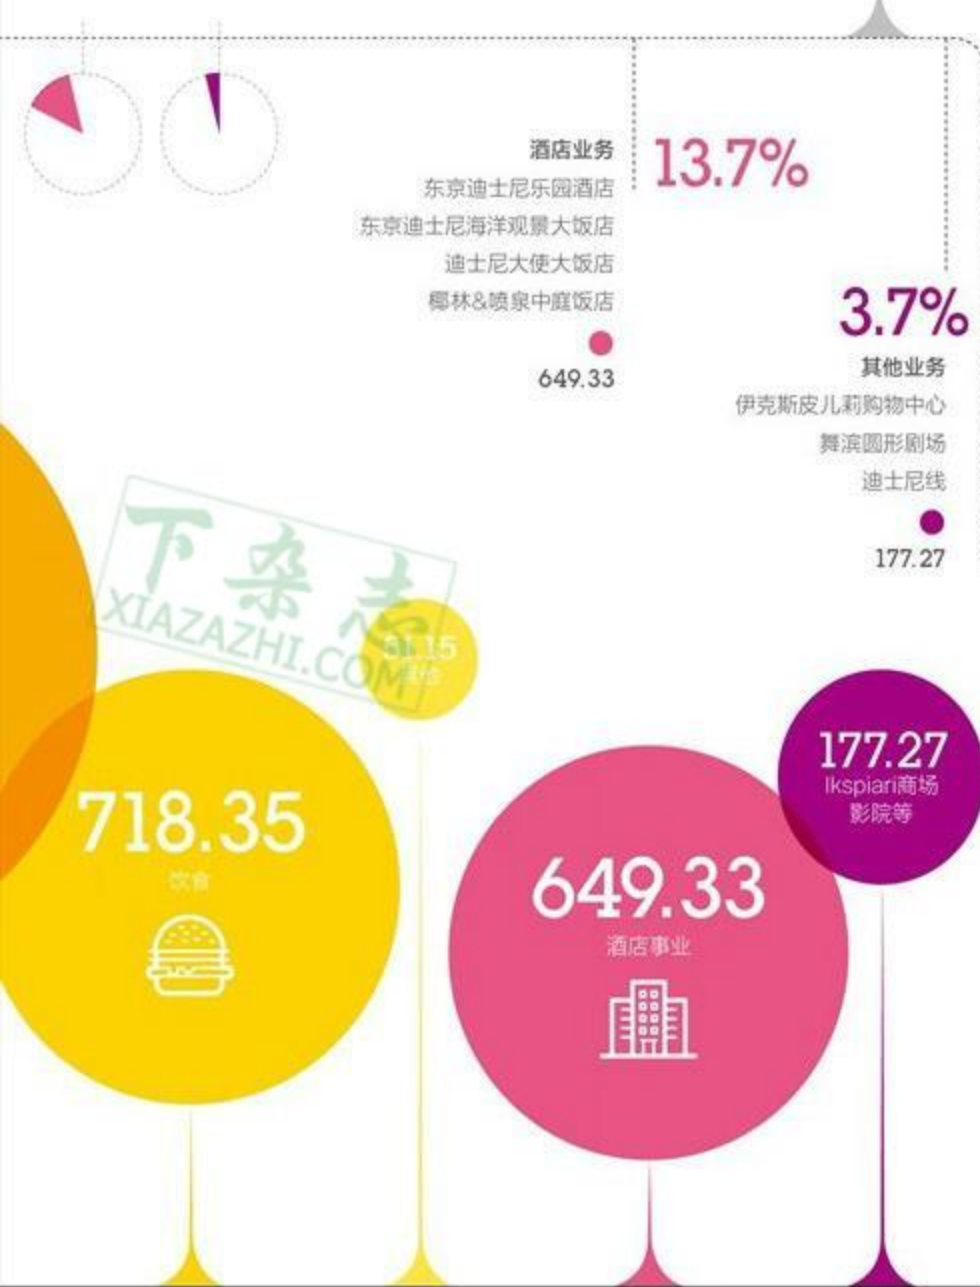 酒店业务
13.7%
东京迪士尼乐园酒店
东京迪士尼海洋观景大饭店
迪士尼大使大饭店
椰林&喷泉中庭饭店
649.33
3.7%
其他业务
伊克斯皮儿莉购物中心
舞滨圆形剧场
迪士尼线
177.27
下杂志
XIAZAZHI.COM
718.35
饮食
649.33
酒店事业
177.27
Ikspiari商场
影院等